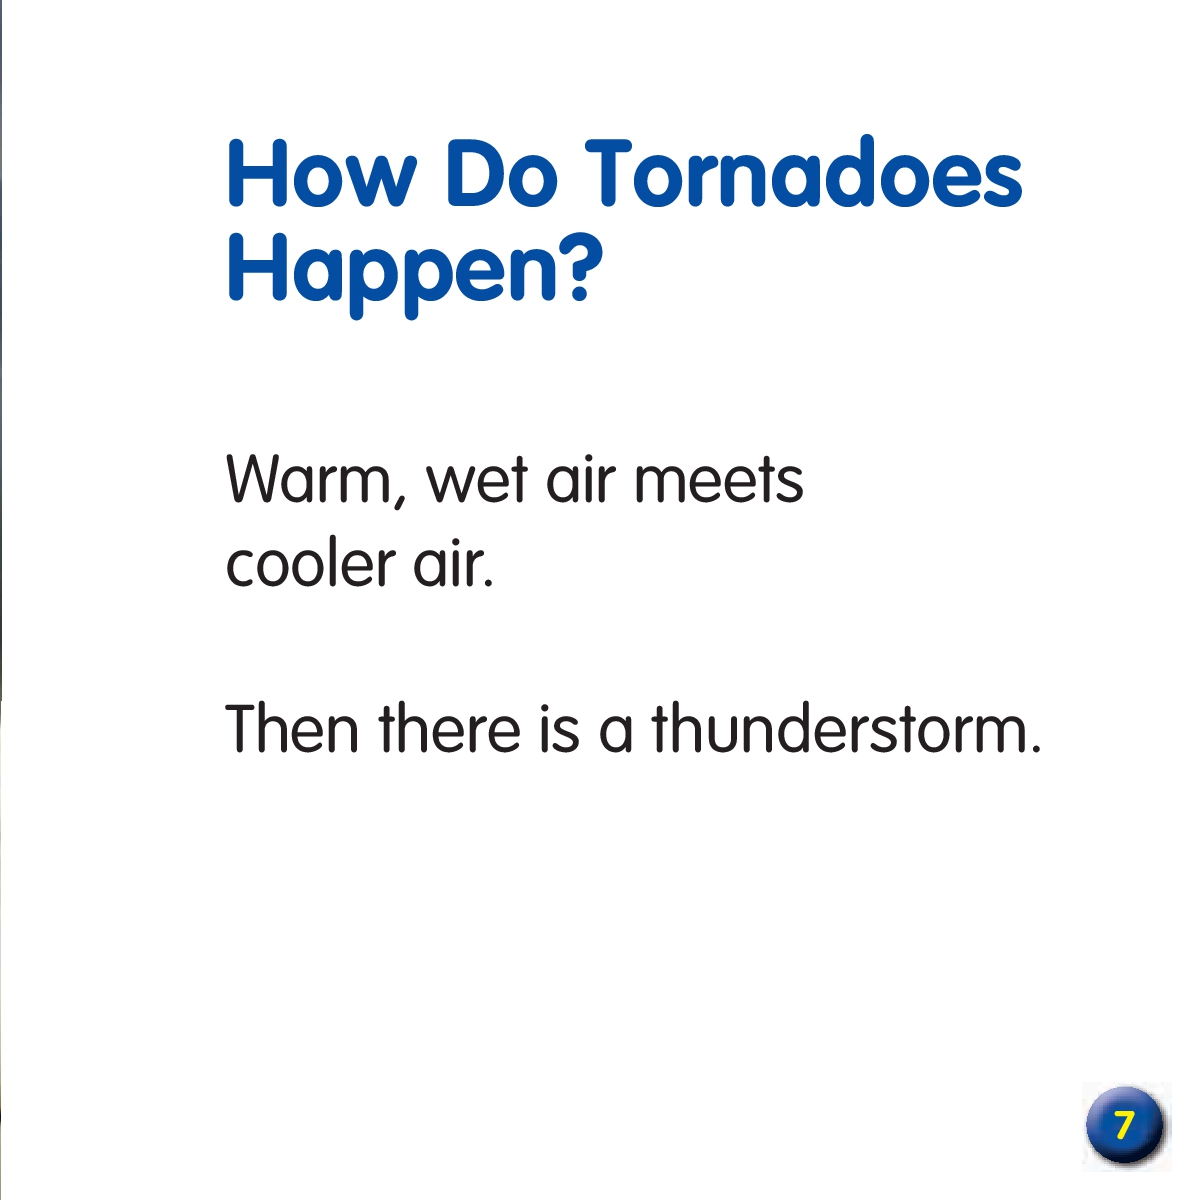 How Do Tornadoes
Happen?
Warm, wet air meets
cooler air.
Then there is a thunderstorm.
7